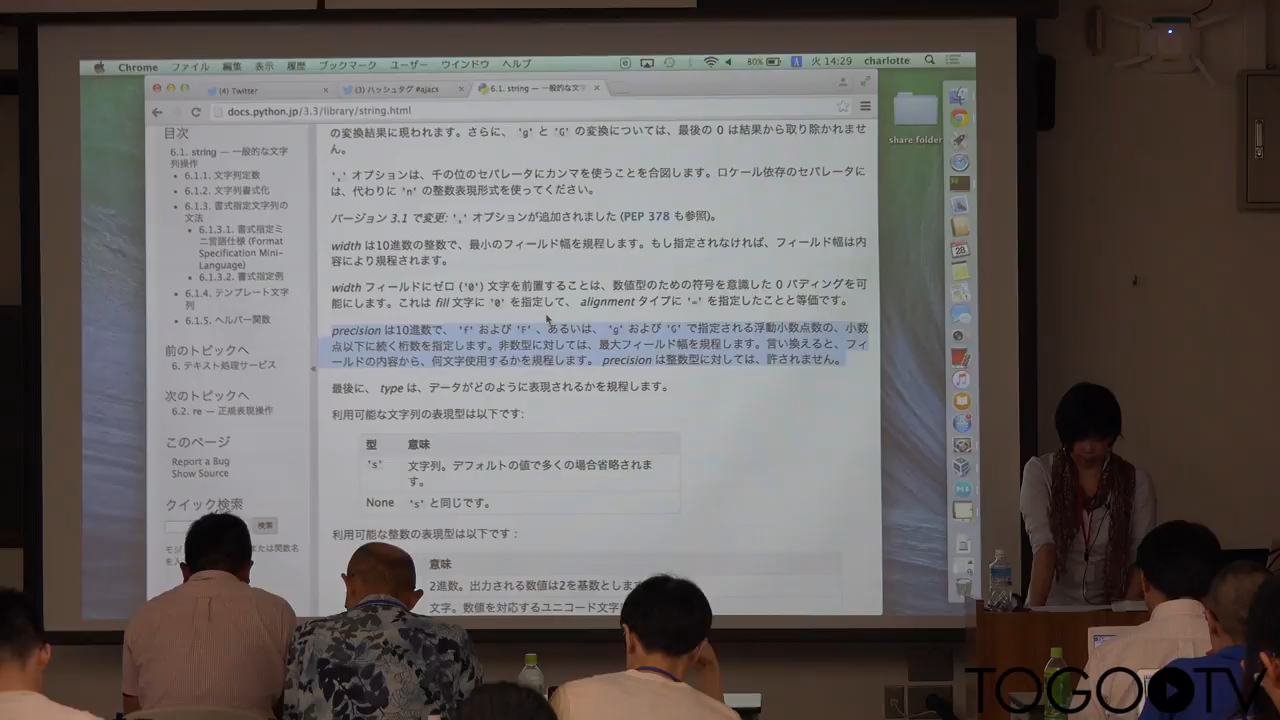 Chrome ファイル 編集 表示 履歴 ブックマーク ユーザー ウインドウ ヘルプ 80% A 火 14:29 charlotte
(4) Twitter
(3) ハッシュタグ #ajacs
6.1. string — 一般的な文字
docs.python.jp/3.3/library/string.html
share folder
目次
6.1. string — 一般的な文字
列操作
6.1.1. 文字列定数
6.1.2. 文字列書式化
6.1.3. 書式指定文字列の
文法
6.1.3.1. 書式指定ミ
ニ言語仕様 (Format
Specification Mini-
Language)
6.1.3.2. 書式指定例
6.1.4. テンプレート文字
列
6.1.5. ヘルパー関数
前のトピックへ
6. テキスト処理サービス
次のトピックへ
6.2. re — 正規表現操作
このページ
Report a Bug
Show Source
クイック検索
検索
または関数名
の変換結果に現われます。さらに、 'g' と 'G' の変換については、最後の 0 は結果から取り除かれませ
ん。
',' オプションは、千の位のセパレータにカンマを使うことを合図します。ロケール依存のセパレータに
は、代わりに 'n' の整数表現形式を使ってください。
バージョン 3.1 で変更: ',' オプションが追加されました (PEP 378 も参照)。
width は10進数の整数で、最小のフィールド幅を規程します。もし指定されなければ、フィールド幅は内
容により規程されます。
width フィールドにゼロ ('0') 文字を前置することは、数値型のための符号を意識した 0 パディングを可
能にします。これは fill 文字に '0' を指定して、 alignment タイプに '=' を指定したことと等価です。
precision は10進数で、 'f' および 'F' 、あるいは、 'g' および 'G' で指定される浮動小数点数の、小数
点以下に続く桁数を指定します。非数型に対しては、最大フィールド幅を規程します。言い換えると、フィ
ールドの内容から、何文字使用するかを規程します。 precision は整数型に対しては、許されません。
最後に、 type は、データがどのように表現されるかを規程します。
利用可能な文字列の表現型は以下です:
型 意味
's' 文字列。デフォルトの値で多くの場合省略されま
す。
None 's' と同じです。
利用可能な整数の表現型は以下です：
意味
2進数。出力される数値は2を基数とします
文字。数値を対応するユニコード文字に
28
TOGOTV